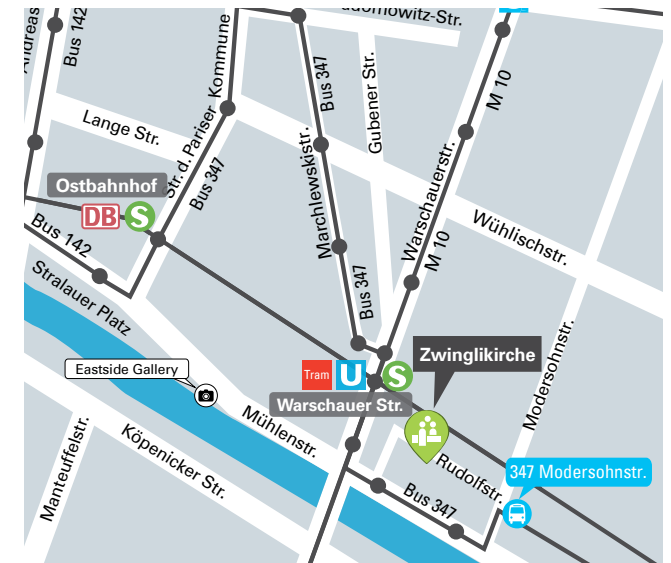 Andreas
Bus 142
udomowitz-Str.
Bus 347
Gubener Str.
M 10
Lange Str.
Str. d. Pariser Kommune
Bus 347
Marchlewskistr.
Warschauerstr.
M 10
Wühlischstr.
Ostbahnhof
DB
S
Bus 142
Stralauer Platz
Bus 347
Modersohnstr.
Eastside Gallery
Tram
U
S
Warschauer Str.
Zwinglikirche
Mühlenstr.
Köpenicker Str.
Manteuffelstr.
Rudolfstr.
347 Modersohnstr.
Bus 347